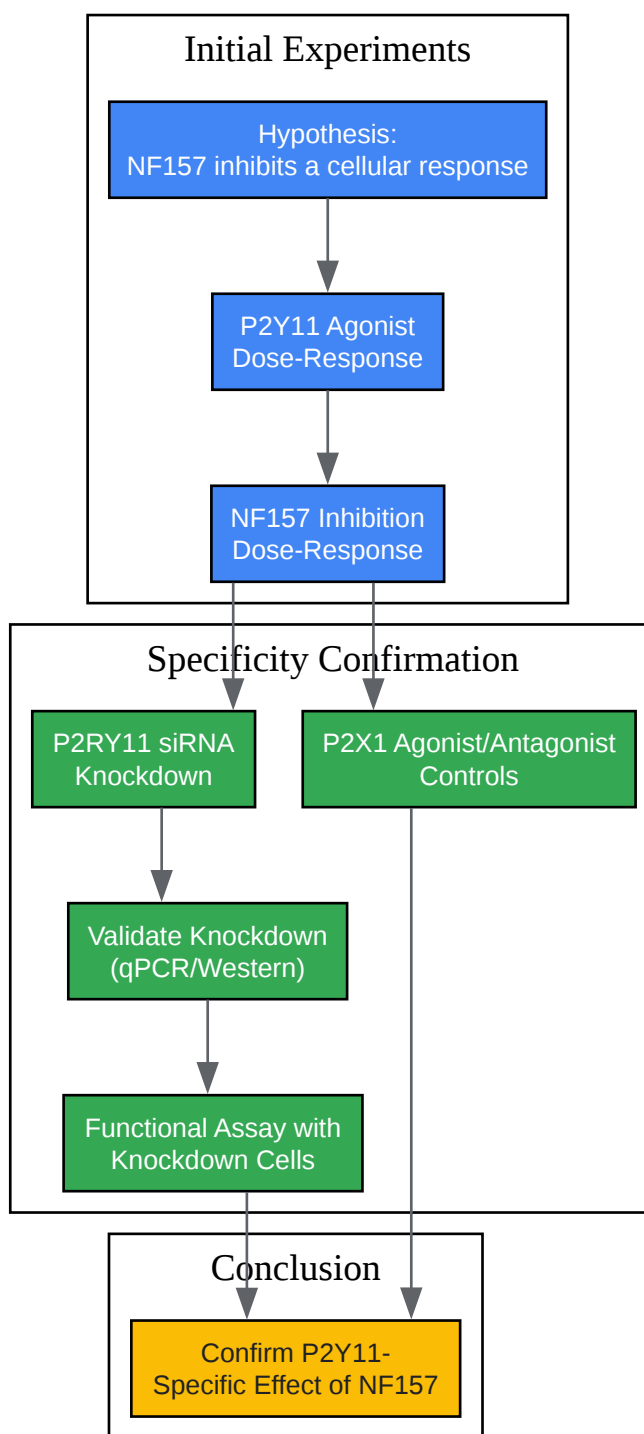 Initial Experiments
Hypothesis:
NF157 inhibits a cellular response
P2Y11 Agonist
Dose-Response
NF157 Inhibition
Dose-Response
Specificity Confirmation
P2RY11 siRNA
Knockdown
P2X1 Agonist/Antagonist
Controls
Validate Knockdown
(qPCR/Western)
Functional Assay with
Knockdown Cells
Conclusion
Confirm P2Y11-
Specific Effect of NF157